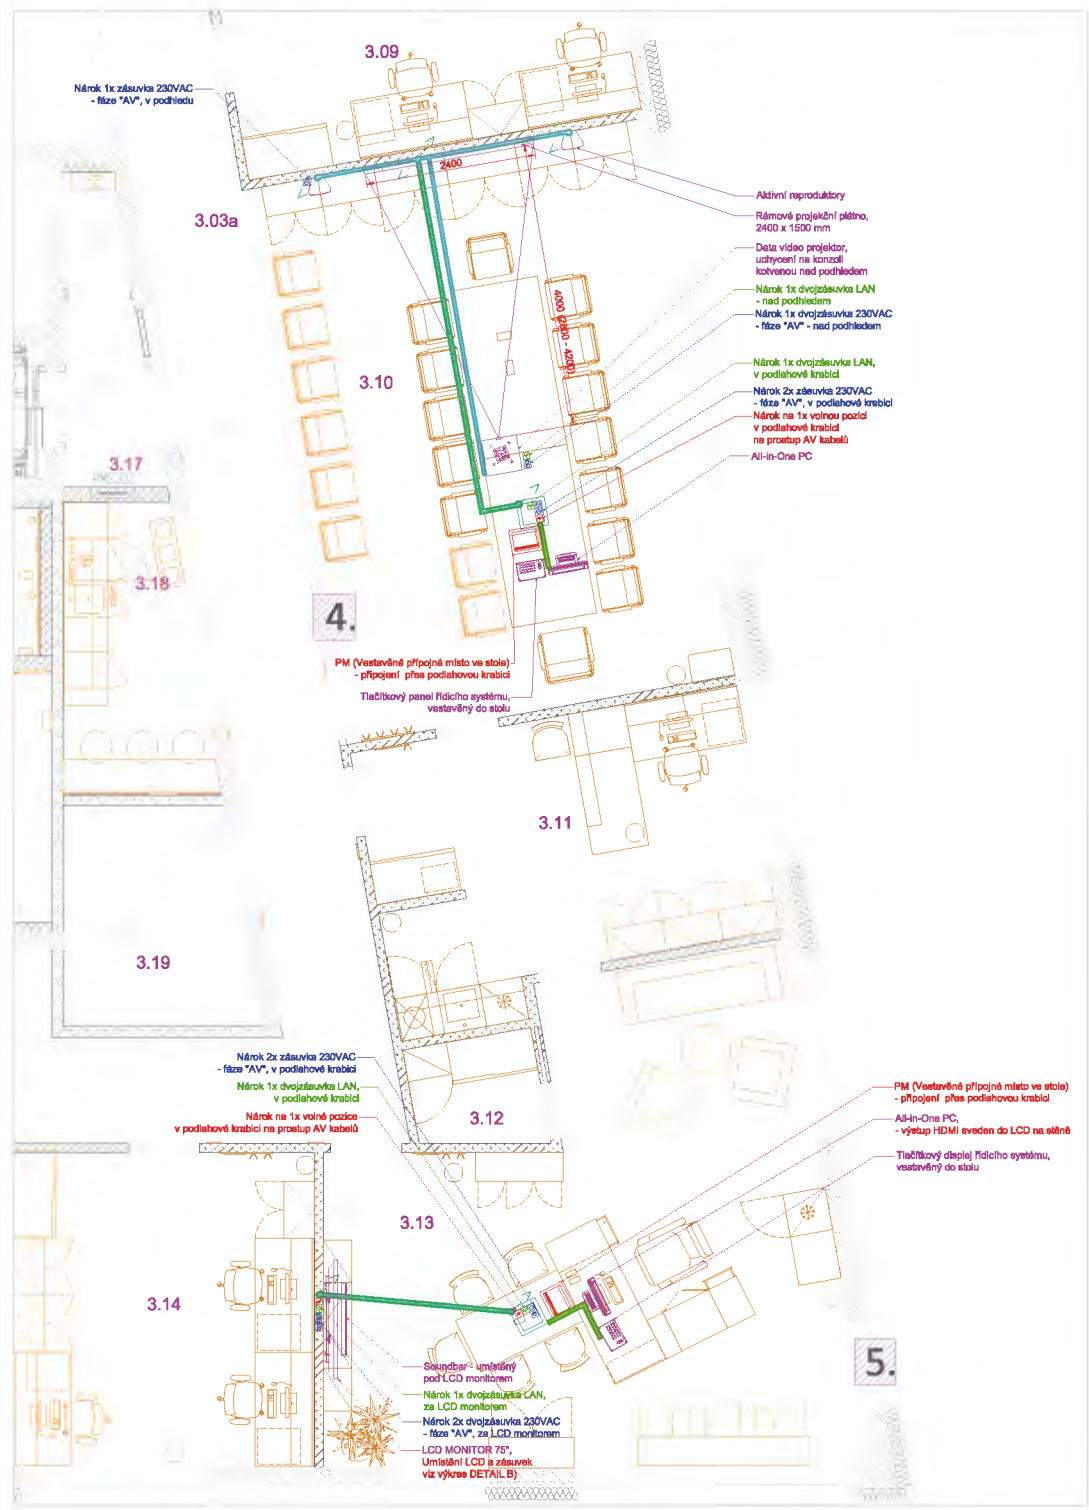 3.09
Nárok 1x zásuvka 230VAC
- fáze "AV", v podhledu
2400
3.03a
Aktivní reproduktory
Rámové projekční plátno,
2400 x 1500 mm
Data video projektor,
uchycení na konzoli
kotvenou nad podhledem
Nárok 1x dvojzásuvka LAN
- nad podhledem
Nárok 1x dvojzásuvka 230VAC
- fáze "AV" - nad podhledem
4000 (2800 - 4200)
3.10
Nárok 1x dvojzásuvka LAN,
v podlahové krabici
Nárok 2x zásuvka 230VAC
- fáze "AV", v podlahové krabici
Nárok na 1x volnou pozici
v podlahové krabici
na prostup AV kabelů
All-in-One PC
3.17
3.18
4.
PM (Vestavěné přípojné místo ve stole)
- připojení přes podlahovou krabici
Tlačítkový panel řídicího systému,
vestavěný do stolu
3.11
3.19
Nárok 2x zásuvka 230VAC
- fáze "AV", v podlahové krabici
Nárok 1x dvojzásuvka LAN,
v podlahové krabici
Nárok na 1x volné pozice
v podlahové krabici na prostup AV kabelů
3.12
PM (Vestavěné přípojné místo ve stole)
- připojení přes podlahovou krabici
All-in-One PC,
- výstup HDMI sveden do LCD na stěně
Tlačítkový displej řídicího systému,
vestavěný do stolu
3.13
3.14
5.
Soundbar - umístěný
pod LCD monitorem
Nárok 1x dvojzásuvka LAN,
za LCD monitorem
Nárok 2x dvojzásuvka 230VAC
- fáze "AV", za LCD monitorem
LCD MONITOR 75",
Umístění LCD a zásuvek
viz výkres DETAIL B)